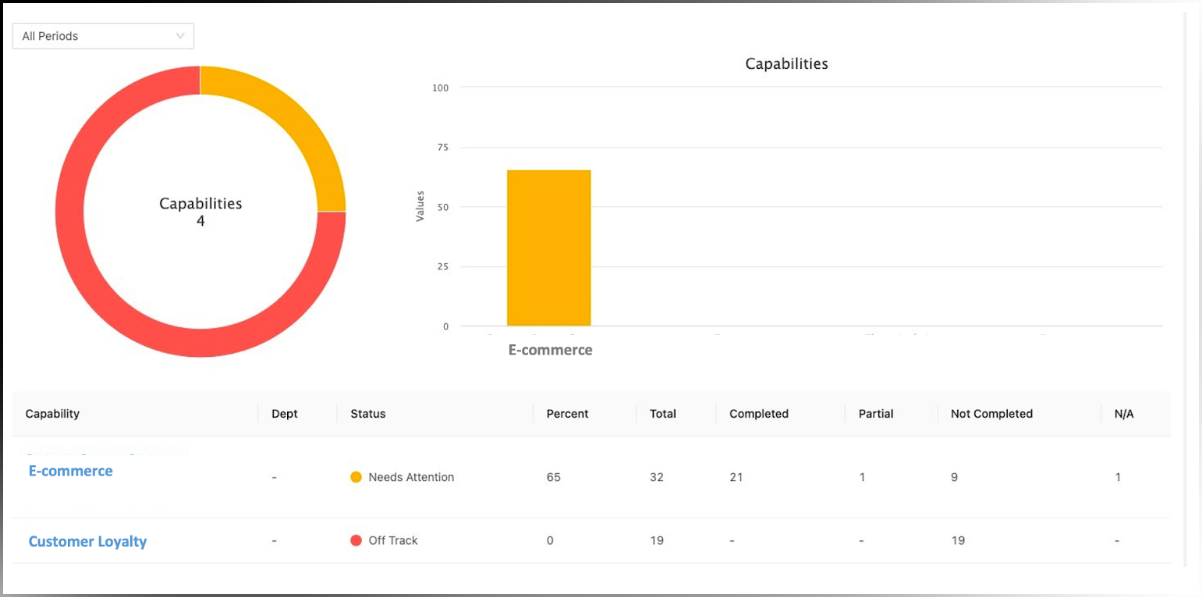 All Periods
Capabilities
4
Capabilities
100
75
50
25
0
Values
E-commerce
Capability Dept Status Percent Total Completed Partial Not Completed N/A
E-commerce - Needs Attention 65 32 21 1 9 1
Customer Loyalty - Off Track 0 19 - - 19 -